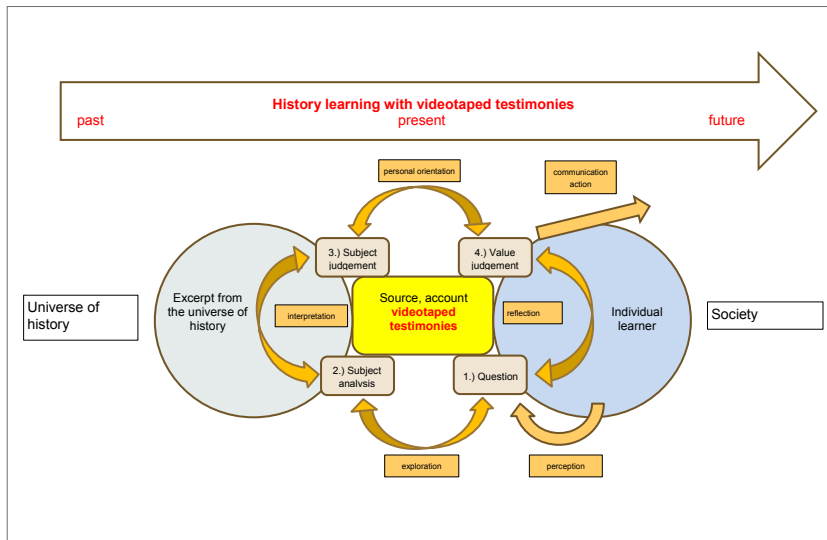 History learning with videotaped testimonies
past present future
personal orientation
communication
action
3.) Subject
judgement
4.) Value
judgement
Universe of
history
Excerpt from
the universe of
history
interpretation
Source, account
videotaped
testimonies
reflection
Individual
learner
Society
2.) Subject
analysis
1.) Question
exploration
perception